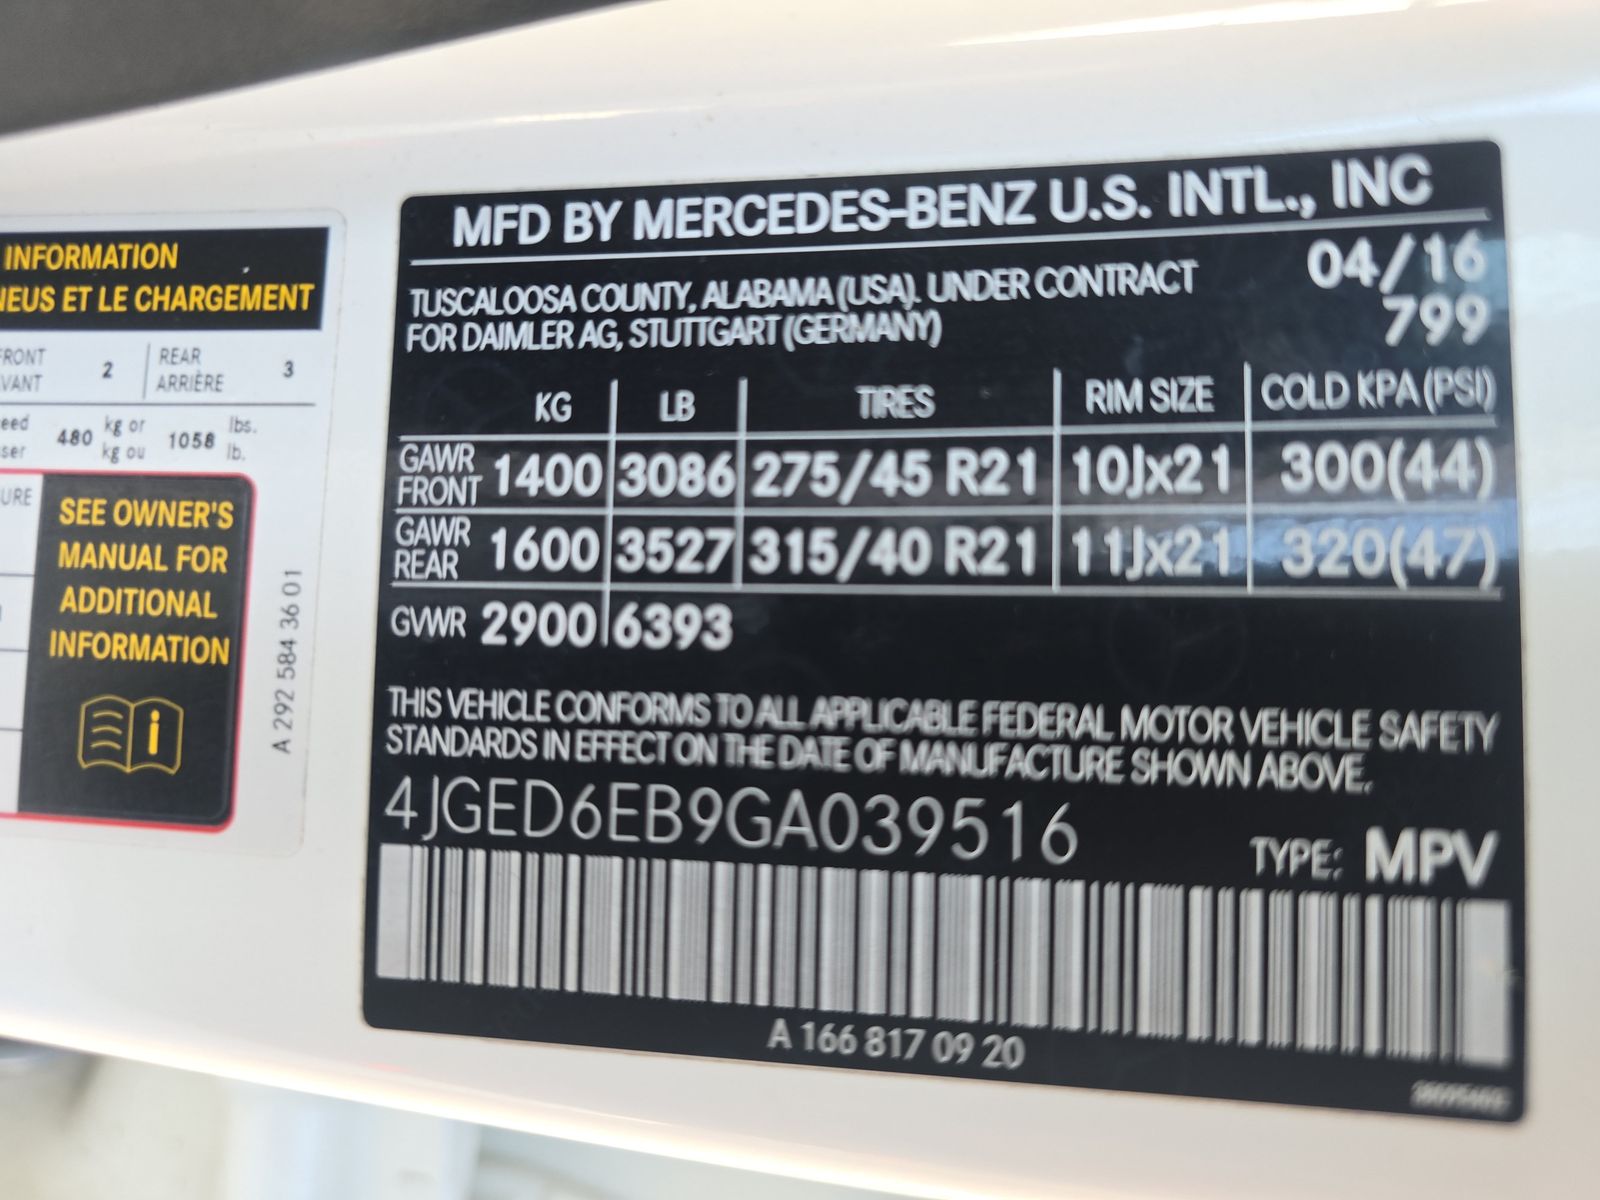 INFORMATION
NEUS ET LE CHARGEMENT
FRONT
VANT
2
REAR
ARRIÈRE
3
480
kg or
kg ou
1058
lbs.
lb.
SEE OWNER'S
MANUAL FOR
ADDITIONAL
INFORMATION
i
A 292 584 36 01
MFD BY MERCEDES-BENZ U.S. INTL., INC
TUSCALOOSA COUNTY, ALABAMA (USA). UNDER CONTRACT
FOR DAIMLER AG, STUTTGART (GERMANY)
04/16
799
KG LB TIRES RIM SIZE COLD KPA (PSI)
GAWR
FRONT
1400 3086 275/45 R21 10Jx21 300(44)
GAWR
REAR
1600 3527 315/40 R21 11Jx21 320(47)
GVWR 2900 6393
THIS VEHICLE CONFORMS TO ALL APPLICABLE FEDERAL MOTOR VEHICLE SAFETY
STANDARDS IN EFFECT ON THE DATE OF MANUFACTURE SHOWN ABOVE.
4JGED6EB9GA039516
TYPE: MPV
A 166 817 09 20